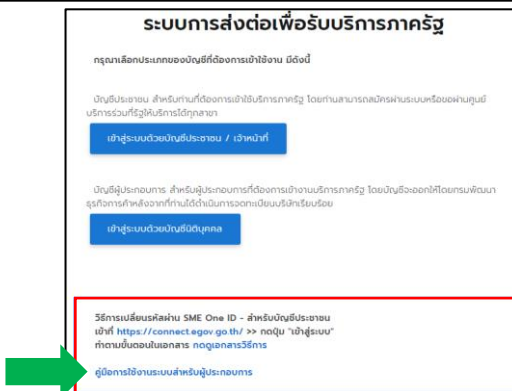 ระบบการส่งต่อเพื่อรับบริการภาครัฐ
กรุณาเลือกประเภทของบัญชีที่ต้องการเข้าใช้งาน มีดังนี้
บัญชีประชาชน สำหรับท่านที่ต้องการเข้าใช้บริการภาครัฐ โดยท่านสามารถสมัครผ่านระบบหรือขอผ่านศูนย์
บริการร่วมที่รัฐให้บริการได้ทุกสาขา
เข้าสู่ระบบด้วยบัญชีประชาชน / เจ้าหน้าที่
บัญชีผู้ประกอบการ สำหรับผู้ประกอบการที่ต้องการเข้างานบริการภาครัฐ โดยบัญชีจะออกให้โดยกรมพัฒนา
ธุรกิจการค้าหลังจากที่ท่านได้ดำเนินการจดทะเบียนบริษัทเรียบร้อย
เข้าสู่ระบบด้วยบัญชีนิติบุคคล
วิธีการเปลี่ยนรหัสผ่าน SME One ID - สำหรับบัญชีประชาชน
เข้าที่ https://connect.egov.go.th/ >> กดปุ่ม "เข้าสู่ระบบ"
ทำตามขั้นตอนในเอกสาร กดดูเอกสารวิธีการ
คู่มือการใช้งานระบบสำหรับผู้ประกอบการ